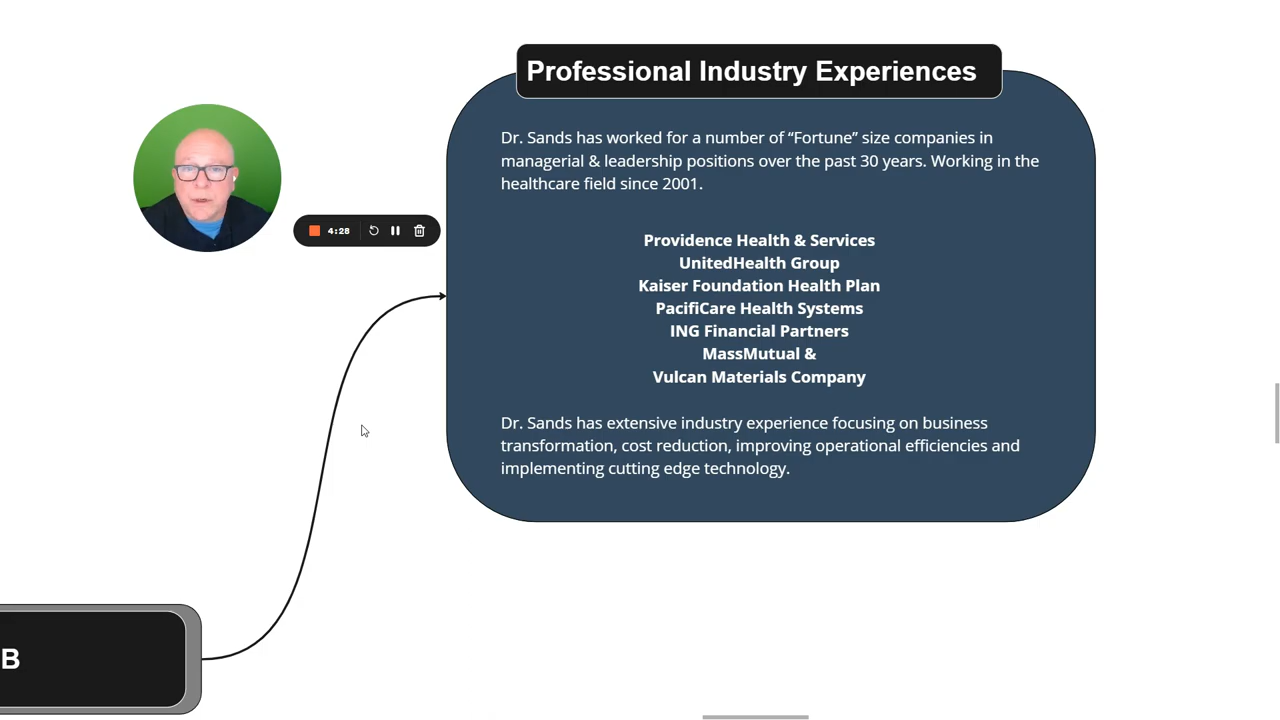 Professional Industry Experiences
Dr. Sands has worked for a number of “Fortune” size companies in
managerial & leadership positions over the past 30 years. Working in the
healthcare field since 2001.
4:28
Providence Health & Services
UnitedHealth Group
Kaiser Foundation Health Plan
PacifiCare Health Systems
ING Financial Partners
MassMutual &
Vulcan Materials Company
Dr. Sands has extensive industry experience focusing on business
transformation, cost reduction, improving operational efficiencies and
implementing cutting edge technology.
B